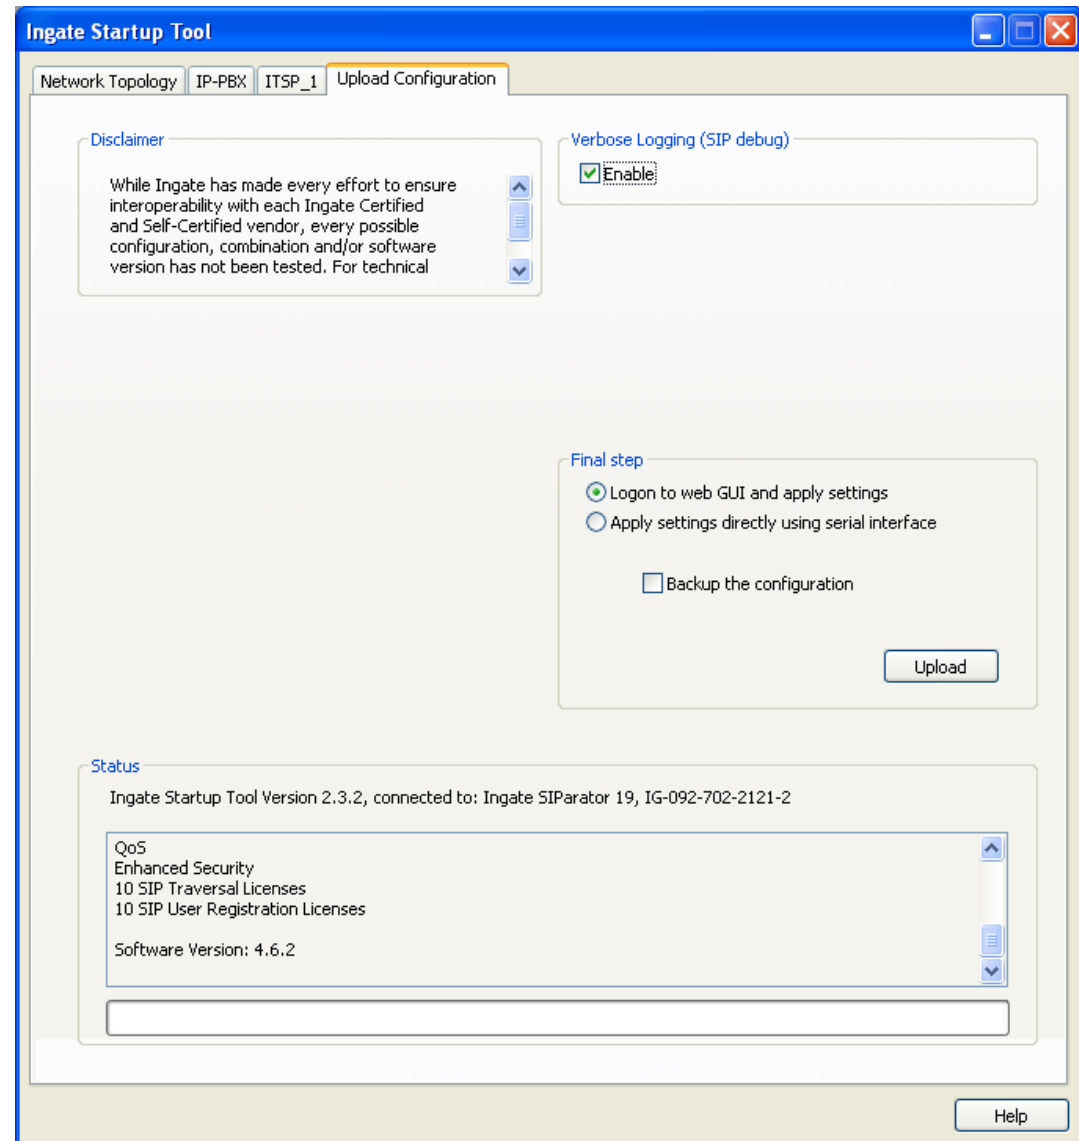 Ingate Startup Tool
Network Topology
IP-PBX
ITSP_1
Upload Configuration
Disclaimer
While Ingate has made every effort to ensure
interoperability with each Ingate Certified
and Self-Certified vendor, every possible
configuration, combination and/or software
version has not been tested. For technical
Verbose Logging (SIP debug)
Enable
Final step
Logon to web GUI and apply settings
Apply settings directly using serial interface
Backup the configuration
Upload
Status
Ingate Startup Tool Version 2.3.2, connected to: Ingate SIParator 19, IG-092-702-2121-2
QoS
Enhanced Security
10 SIP Traversal Licenses
10 SIP User Registration Licenses
Software Version: 4.6.2
Help